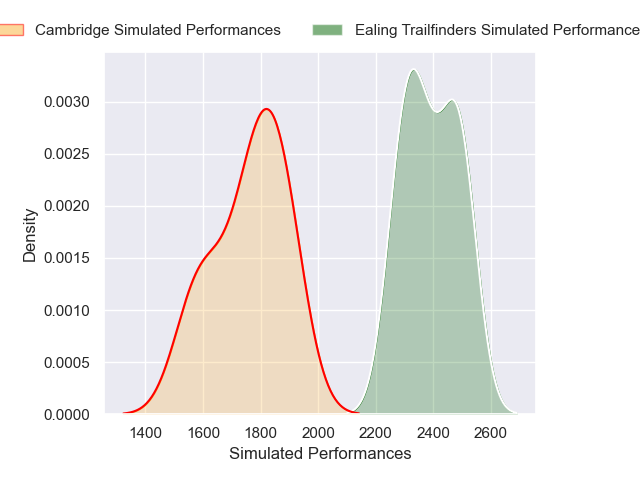 Cambridge Simulated Performances
Ealing Trailfinders Simulated Performance
0.0030
0.0025
0.0020
0.0015
0.0010
0.0005
0.0000
Density
1400 1600 1800 2000 2200 2400 2600
Simulated Performances